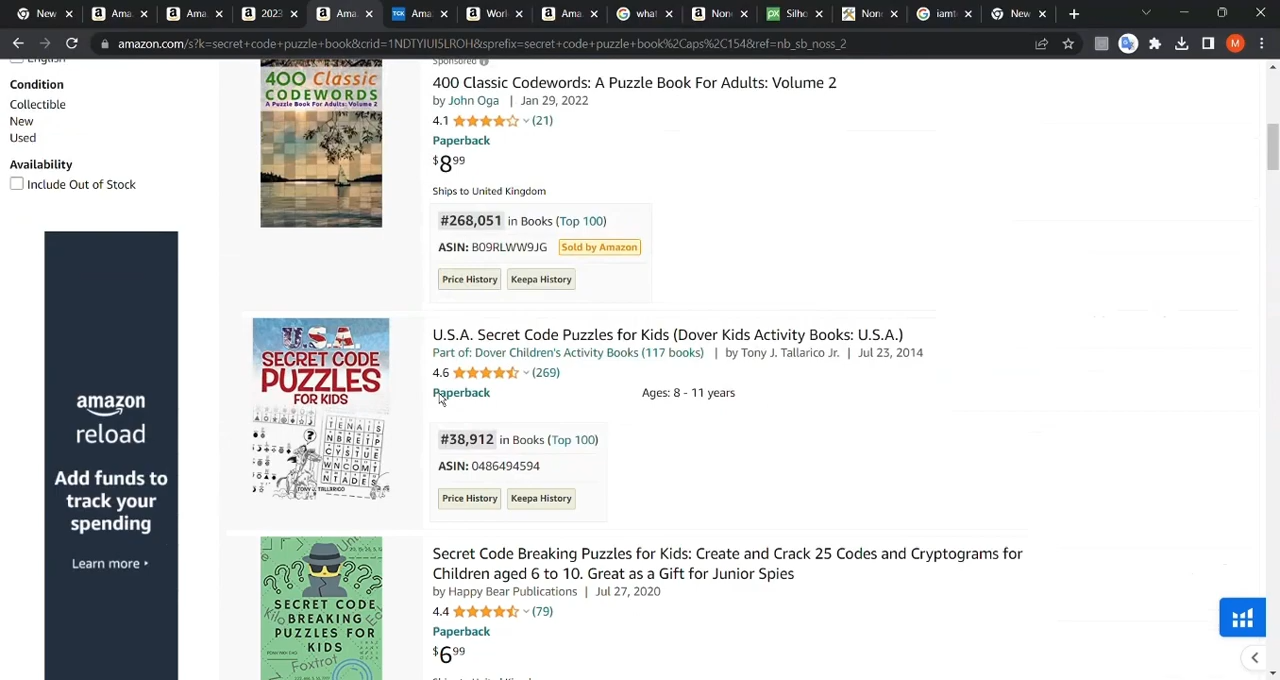 New
Ama
Ama
2023
Ama
TCK
Ama
Worl
Ama
what
None
PX
Silho
None
iamt
New
amazon.com/s?k=secret+code+puzzle+book&crid=1NDTYIUI5LROH&sprefix=secret+code+puzzle+book%2Caps%2C154&ref=nb_sb_noss_2
M
English
Condition
Collectible
New
Used
Availability
Include Out of Stock
amazon
reload
Add funds to
track your
spending
Learn more
Sponsored
400 Classic
CODEWORDS
A Puzzle Book For Adults: Volume 2
400 Classic Codewords: A Puzzle Book For Adults: Volume 2
by John Oga | Jan 29, 2022
4.1 (21)
Paperback
$8 99
Ships to United Kingdom
#268,051 in Books (Top 100)
ASIN: B09RLWW9JG Sold by Amazon
Price History Keepa History
U.S.A.
SECRET CODE
PUZZLES
FOR KIDS
TONY J. TALLARICO
U.S.A. Secret Code Puzzles for Kids (Dover Kids Activity Books: U.S.A.)
Part of: Dover Children's Activity Books (117 books) | by Tony J. Tallarico Jr. | Jul 23, 2014
4.6 (269)
Paperback Ages: 8 - 11 years
#38,912 in Books (Top 100)
ASIN: 0486494594
Price History Keepa History
SECRET CODE
BREAKING
PUZZLES FOR
KIDS
Foxtrot
Secret Code Breaking Puzzles for Kids: Create and Crack 25 Codes and Cryptograms for
Children aged 6 to 10. Great as a Gift for Junior Spies
by Happy Bear Publications | Jul 27, 2020
4.4 (79)
Paperback
$6 99